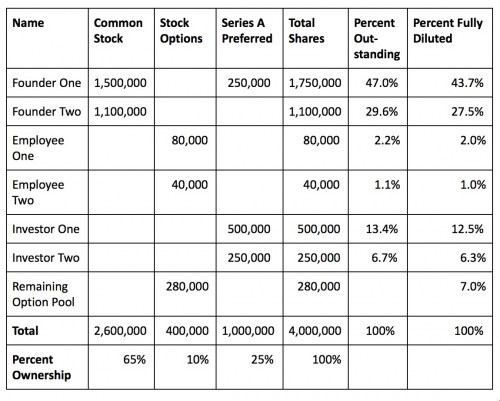 Name Common Stock Stock Options Series A Preferred Total Shares Percent Out-standing Percent Fully Diluted
Founder One 1,500,000 250,000 1,750,000 47.0% 43.7%
Founder Two 1,100,000 1,100,000 29.6% 27.5%
Employee One 80,000 80,000 2.2% 2.0%
Employee Two 40,000 40,000 1.1% 1.0%
Investor One 500,000 500,000 13.4% 12.5%
Investor Two 250,000 250,000 6.7% 6.3%
Remaining Option Pool 280,000 280,000 7.0%
Total 2,600,000 400,000 1,000,000 4,000,000 100% 100%
Percent Ownership 65% 10% 25% 100%